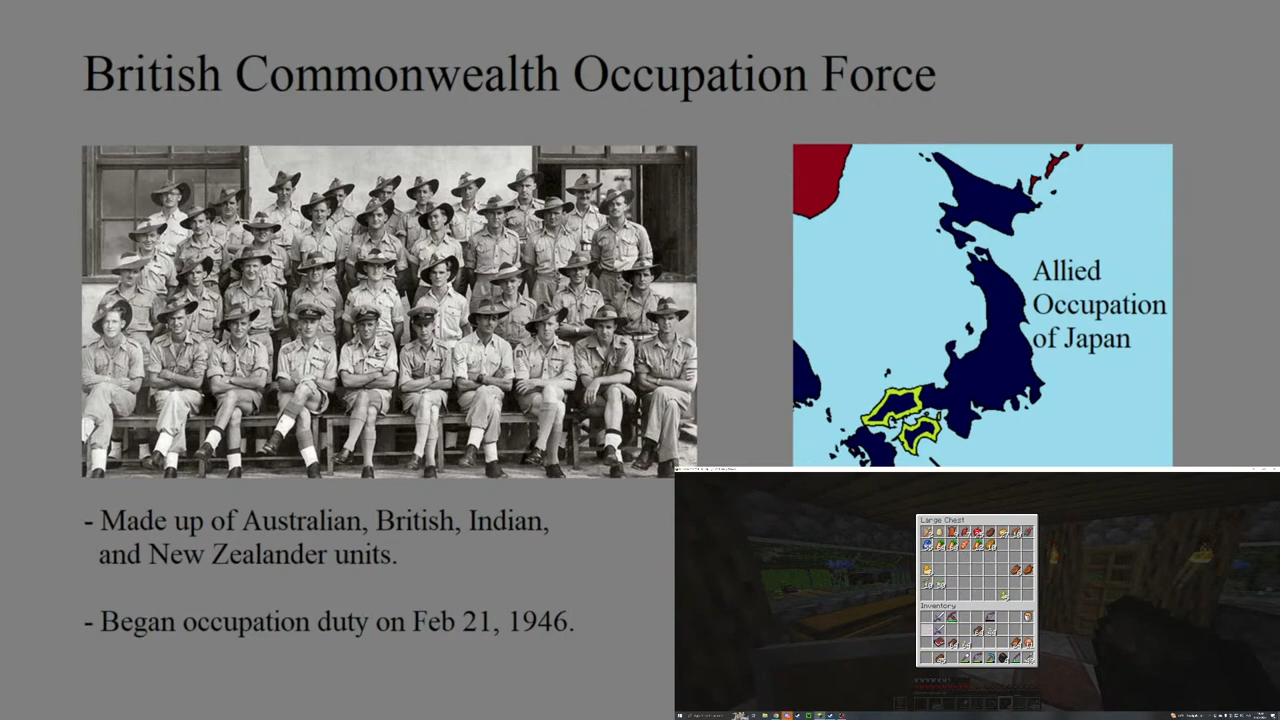 British Commonwealth Occupation Force
Allied
Occupation
of Japan
- Made up of Australian, British, Indian,
and New Zealander units.
- Began occupation duty on Feb 21, 1946.
Large Chest
Inventory